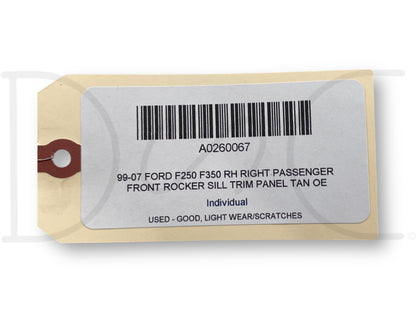 A0260067
99-07 FORD F250 F350 RH RIGHT PASSENGER
FRONT ROCKER SILL TRIM PANEL TAN OE
Individual
USED - GOOD, LIGHT WEAR/SCRATCHES